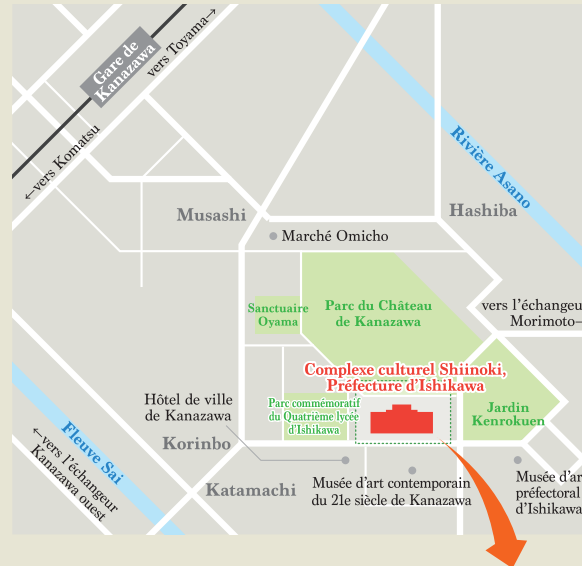 Gare de
Kanazawa
vers Toyama→
←vers Komatsu
Rivière Asano
Musashi
Hashiba
Marché Omicho
Sanctuaire
Oyama
Parc du Château
de Kanazawa
vers l'échangeur
Morimoto
Complexe culturel Shiinoki,
Préfecture d'Ishikawa
Hôtel de ville
de Kanazawa
Parc commémoratif
du Quatrième lycée
d'Ishikawa
Jardin
Kenrokuen
Korinbo
Fleuve Sai
← vers l'échangeur
Kanazawa ouest
Katamachi
Musée d'art contemporain
du 21e siècle de Kanazawa
Musée d'ar
préfectoral
d'Ishikawa